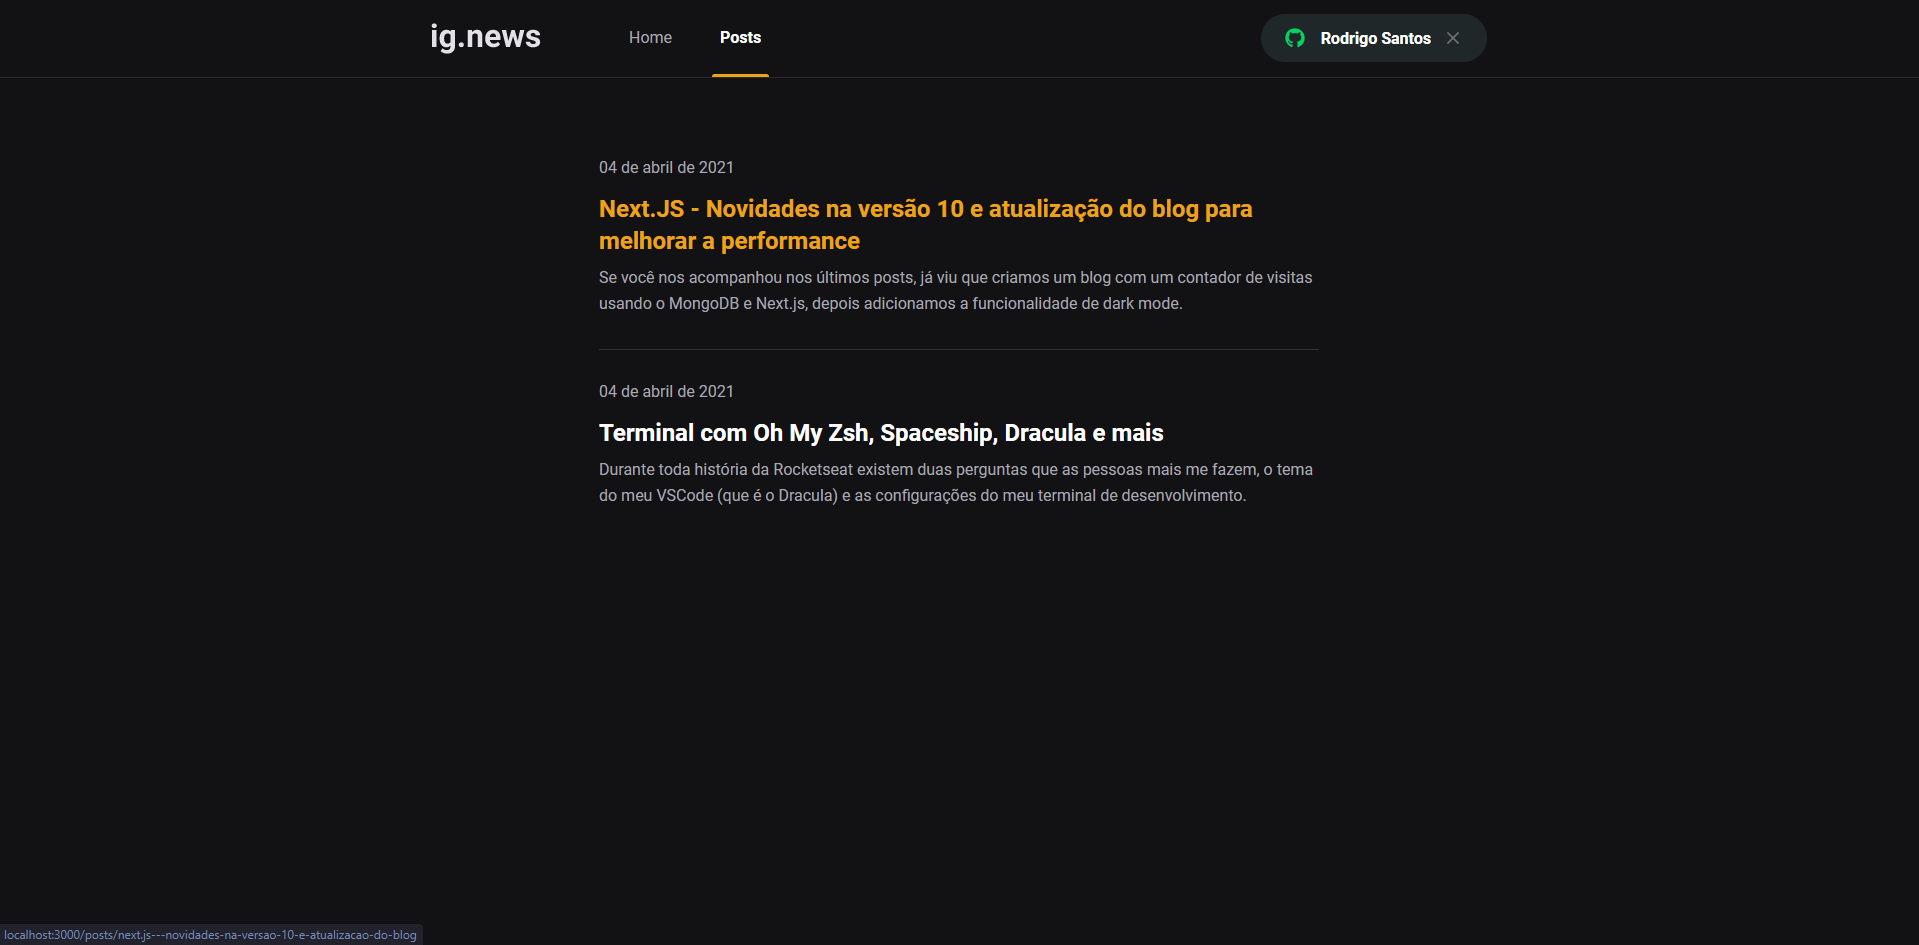 ig.news
Home
Posts
Rodrigo Santos
04 de abril de 2021
Next.JS - Novidades na versão 10 e atualização do blog para
melhorar a performance
Se você nos acompanhou nos últimos posts, já viu que criamos um blog com um contador de visitas
usando o MongoDB e Next.js, depois adicionamos a funcionalidade de dark mode.
04 de abril de 2021
Terminal com Oh My Zsh, Spaceship, Dracula e mais
Durante toda história da Rocketseat existem duas perguntas que as pessoas mais me fazem, o tema
do meu VSCode (que é o Dracula) e as configurações do meu terminal de desenvolvimento.
localhost:3000/posts/next.js---novidades-na-versao-10-e-atualizacao-do-blog